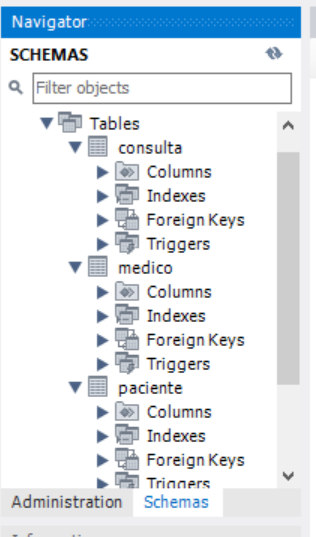 Navigator
SCHEMAS
Filter objects
Tables
consulta
Columns
Indexes
Foreign Keys
Triggers
medico
Columns
Indexes
Foreign Keys
Triggers
paciente
Columns
Indexes
Foreign Keys
Triggers
Administration Schemas